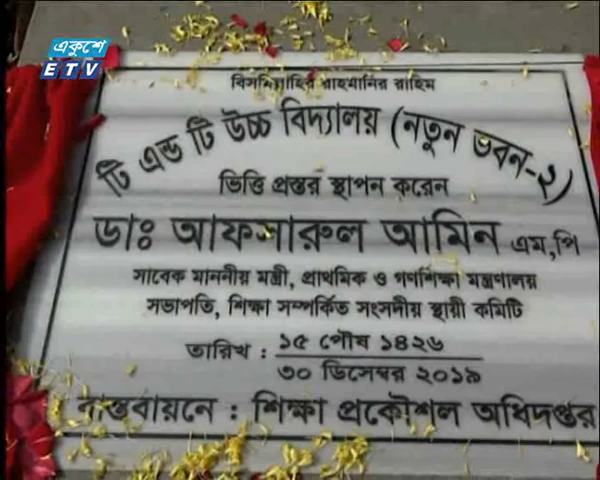 একুশে
ETV
বিসমিল্লাহির রাহমানির রাহিম
টি এন্ড টি উচ্চ বিদ্যালয় (নতুন ভবন-২)
ভিত্তি প্রস্তর স্থাপন করেন
ডাঃ আফসারুল আমিন এম,পি
সাবেক মাননীয় মন্ত্রী, প্রাথমিক ও গণশিক্ষা মন্ত্রণালয়
সভাপতি, শিক্ষা সম্পর্কিত সংসদীয় স্থায়ী কমিটি
তারিখ : ১৫ পৌষ ১৪২৬
৩০ ডিসেম্বর ২০১৯
বাস্তবায়নে : শিক্ষা প্রকৌশল অধিদপ্তর